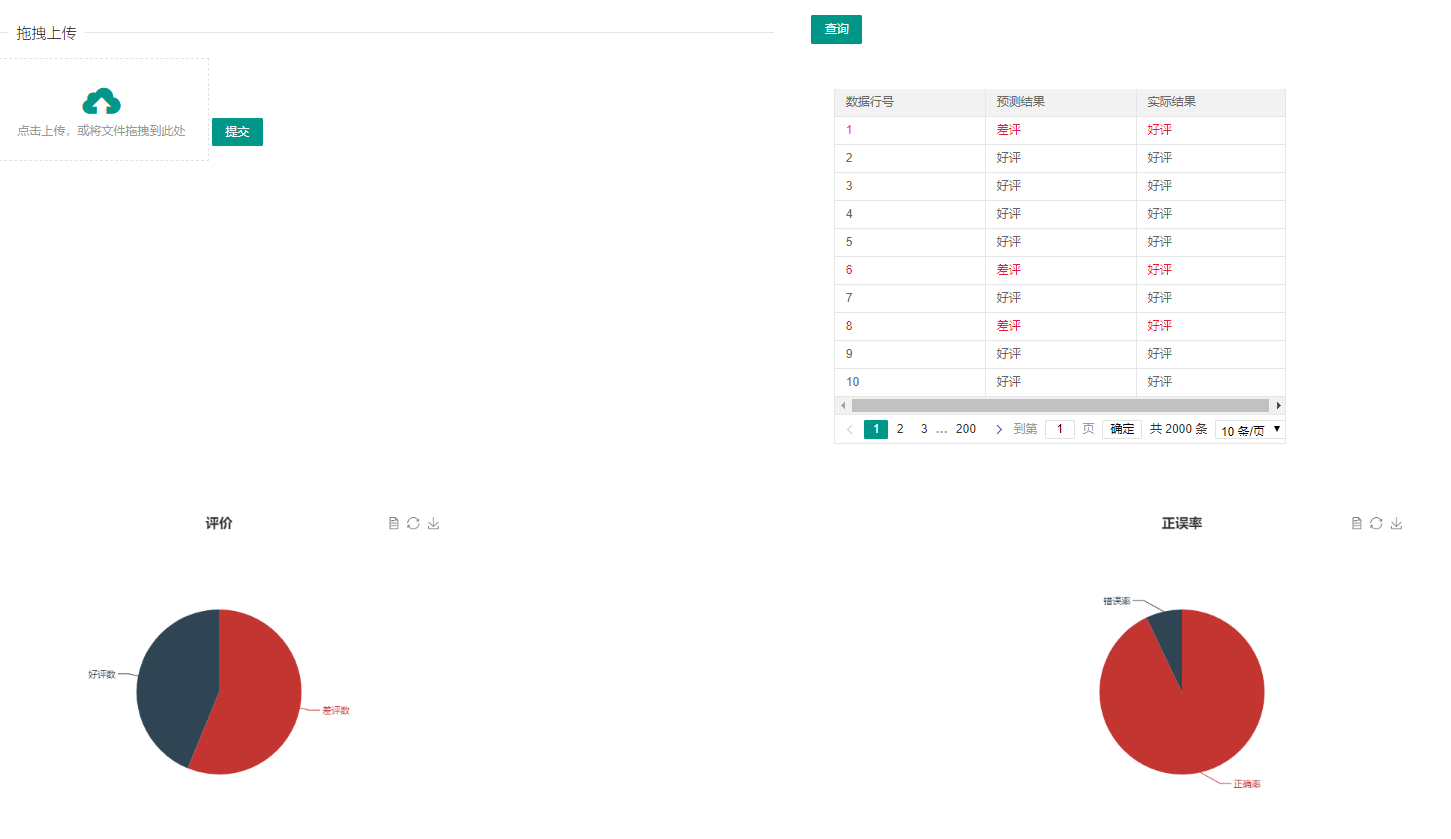 拖拽上传
点击上传，或将文件拖拽到此处
提交
查询
数据行号 预测结果 实际结果
1 差评 好评
2 好评 好评
3 好评 好评
4 好评 好评
5 好评 好评
6 差评 好评
7 好评 好评
8 差评 好评
9 好评 好评
10 好评 好评
1 2 3 … 200 到第 1 页 确定 共 2000 条 10 条/页
评价
好评数
差评数
正误率
错误率
正确率